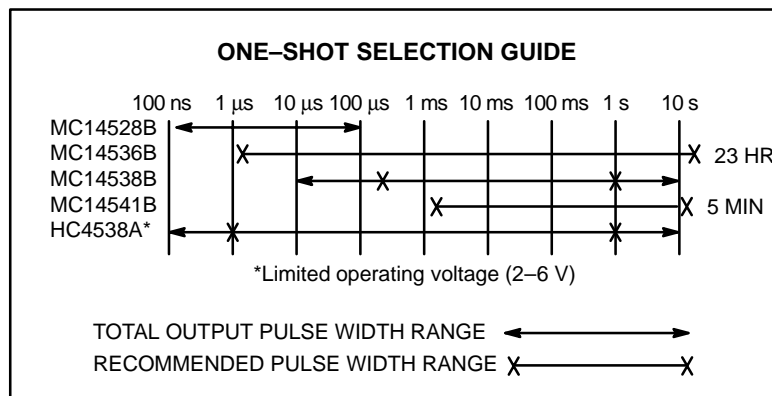 ONE–SHOT SELECTION GUIDE
100 ns 1 µs 10 µs 100 µs 1 ms 10 ms 100 ms 1 s 10 s
MC14528B
MC14536B 23 HR
MC14538B
MC14541B 5 MIN
HC4538A*
*Limited operating voltage (2–6 V)
TOTAL OUTPUT PULSE WIDTH RANGE
RECOMMENDED PULSE WIDTH RANGE